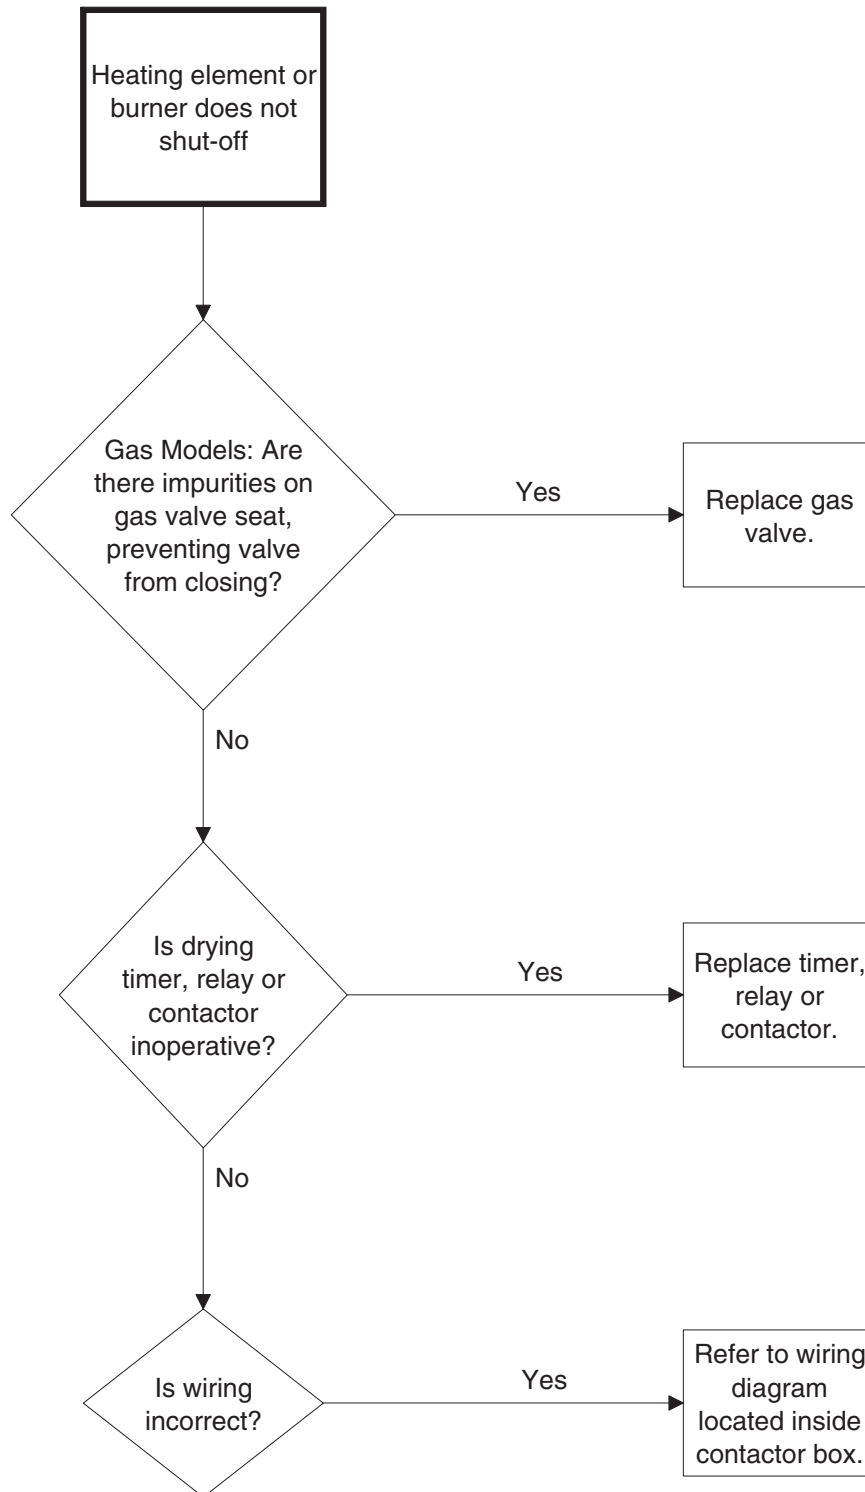 Heating element or
burner does not
shut-off
Gas Models: Are
there impurities on
gas valve seat,
preventing valve
from closing?
Yes
Replace gas
valve.
No
Is drying
timer, relay or
contactor
inoperative?
Yes
Replace timer,
relay or
contactor.
No
Is wiring
incorrect?
Yes
Refer to wiring
diagram
located inside
contactor box.